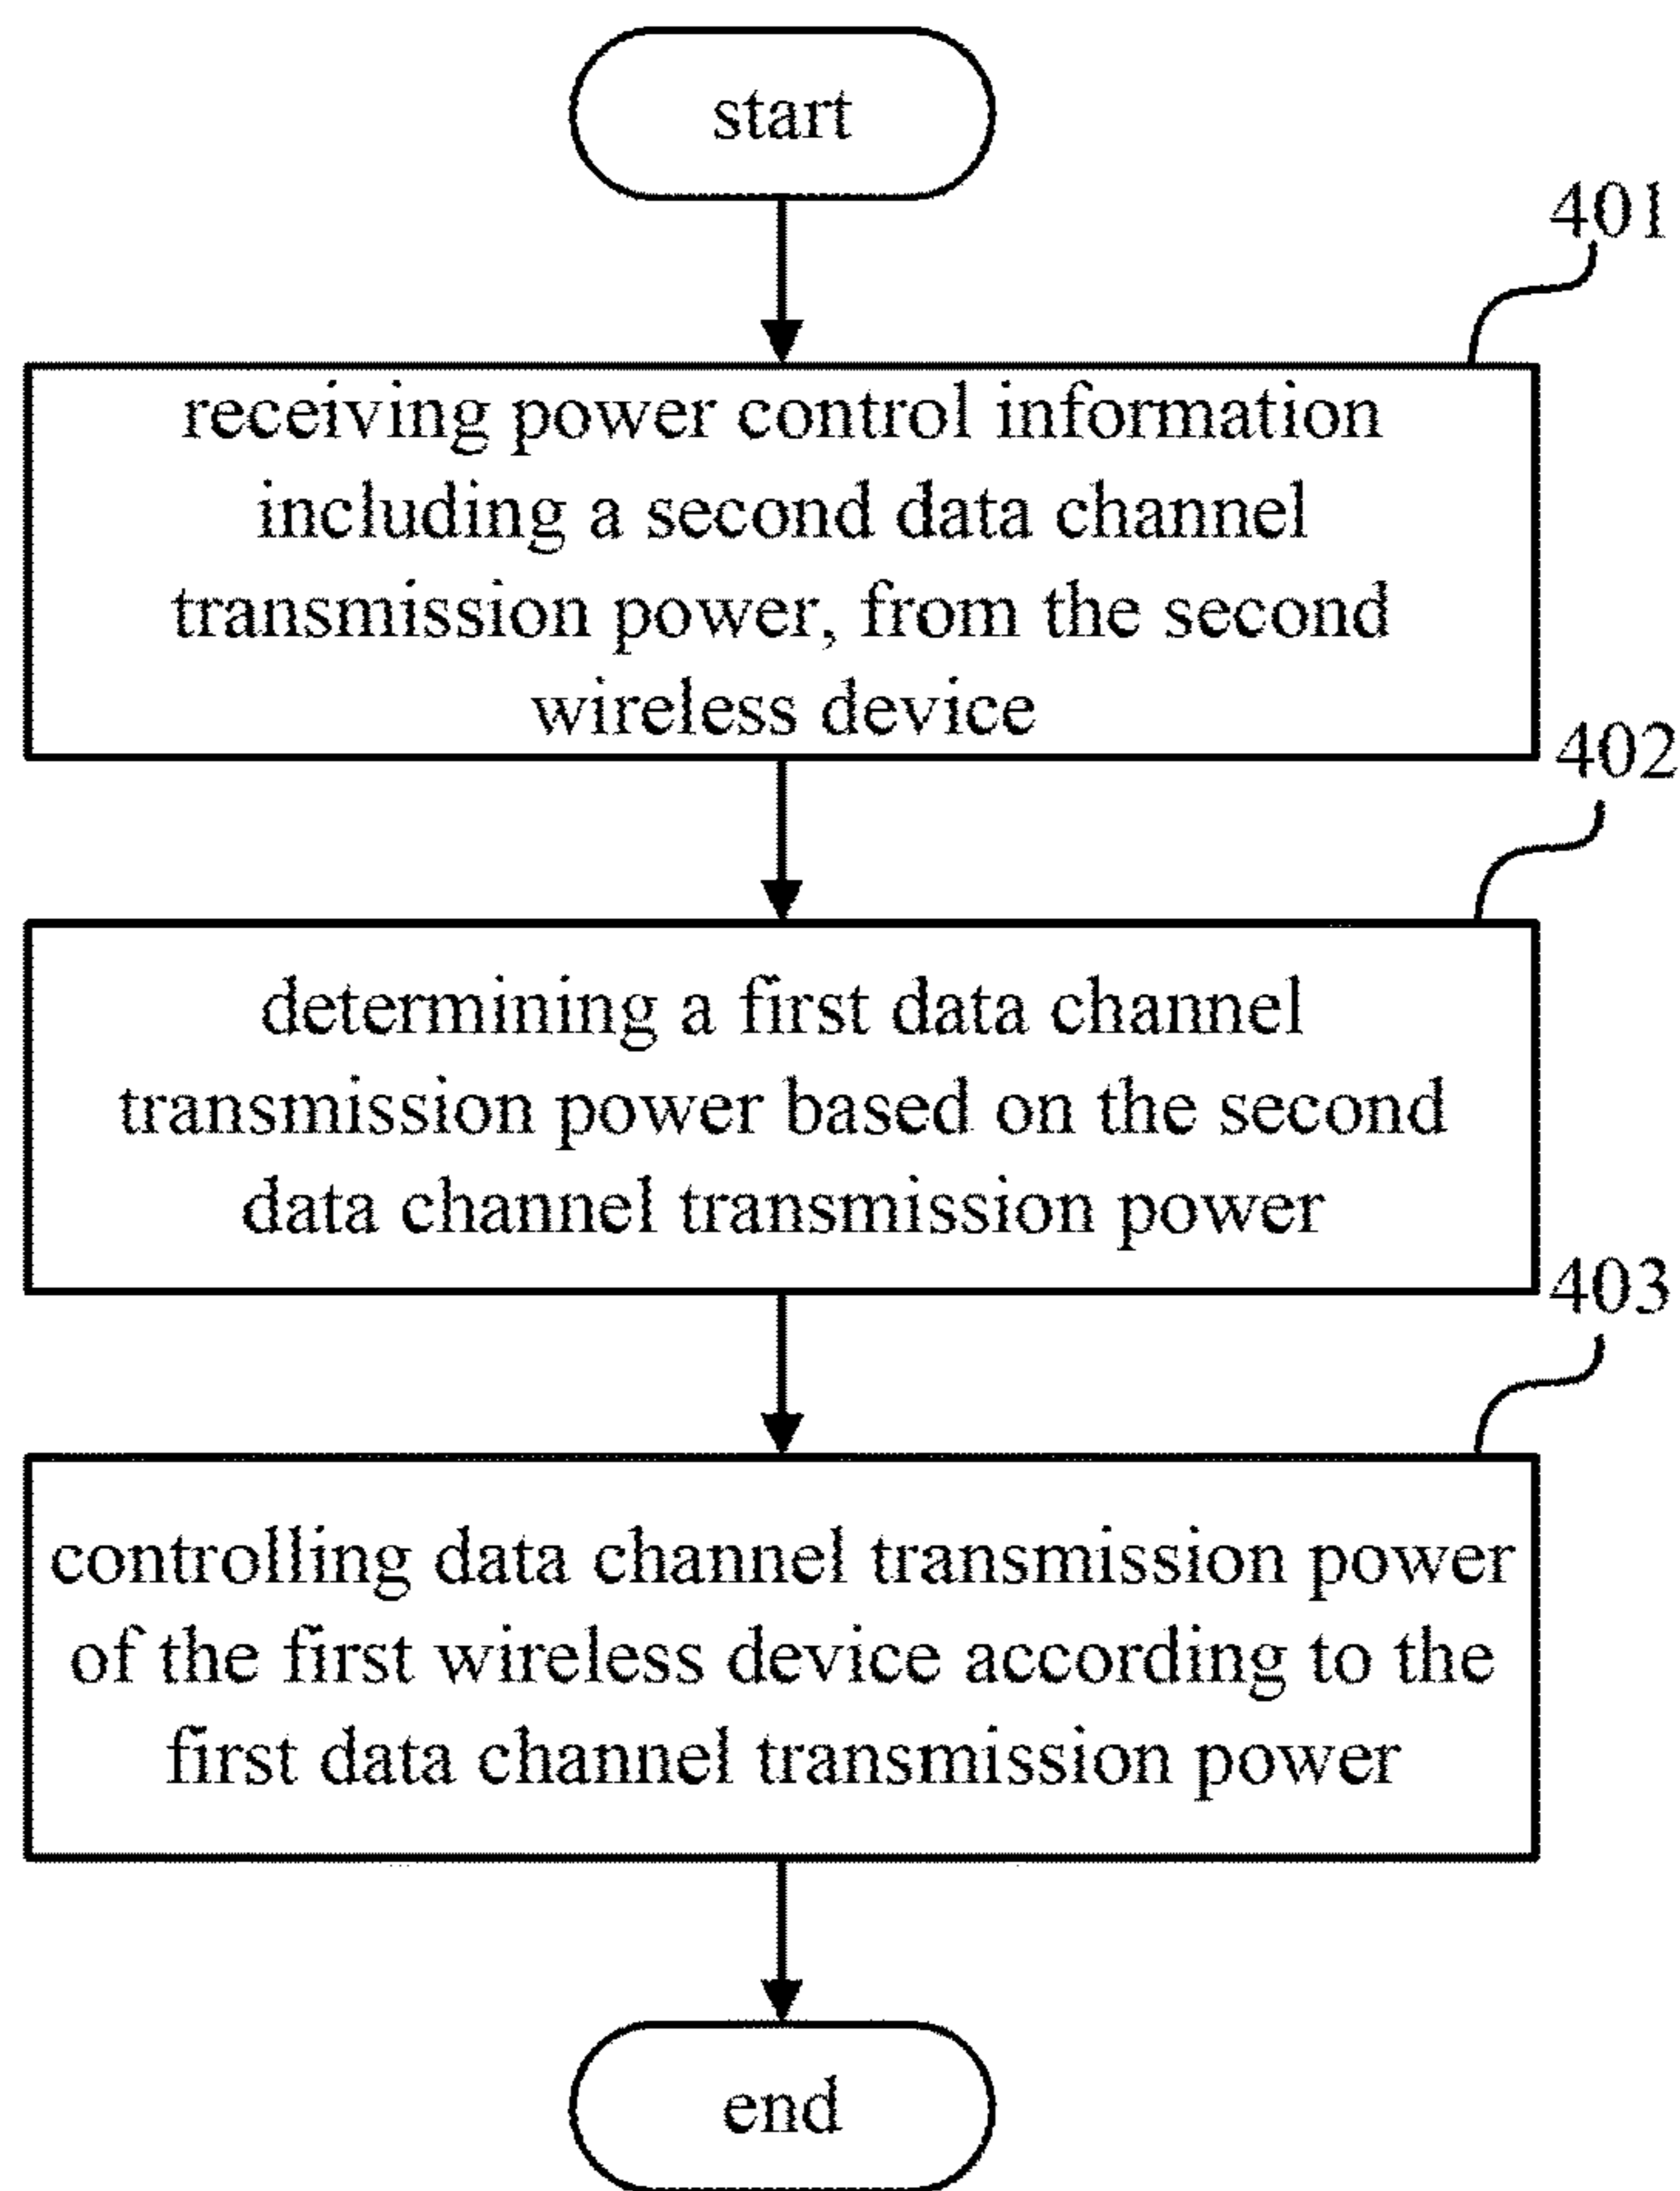 start
401
receiving power control information
including a second data channel
transmission power, from the second
wireless device
402
determining a first data channel
transmission power based on the second
data channel transmission power
403
controlling data channel transmission power
of the first wireless device according to the
first data channel transmission power
end